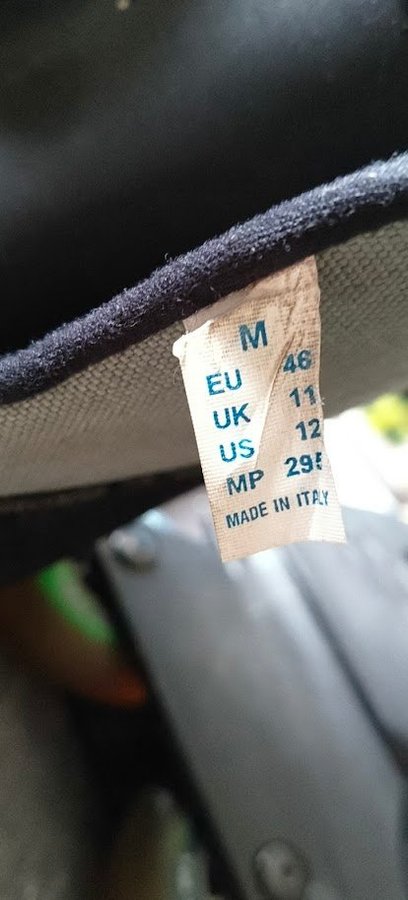 M
EU 46
UK 11
US 12
MP 295
MADE IN ITALY